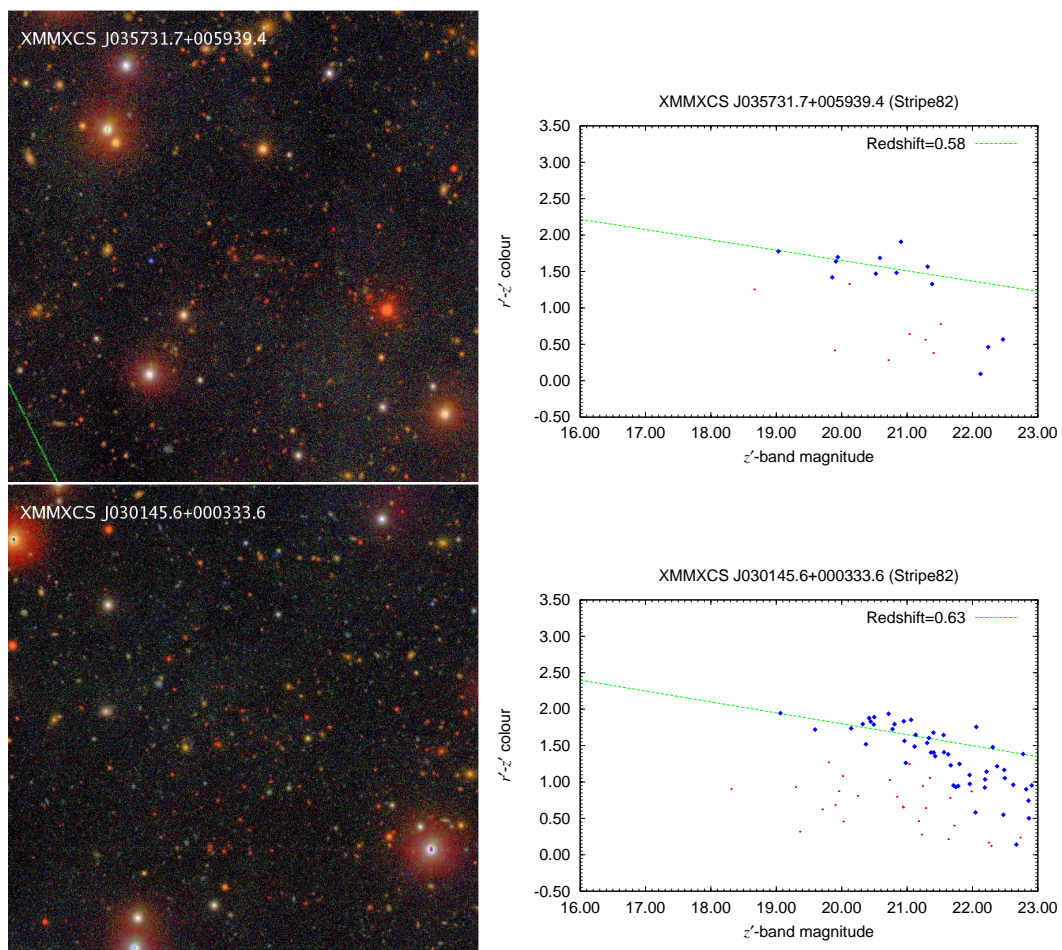 XMMXCS J035731.7+005939.4
XMMXCS J035731.7+005939.4 (Stripe82)
Redshift=0.58
3.50
3.00
2.50
2.00
1.50
1.00
0.50
0.00
-0.50
r'-z' colour
16.00 17.00 18.00 19.00 20.00 21.00 22.00 23.00
z'-band magnitude
XMMXCS J030145.6+000333.6
XMMXCS J030145.6+000333.6 (Stripe82)
Redshift=0.63
3.50
3.00
2.50
2.00
1.50
1.00
0.50
0.00
-0.50
r'-z' colour
16.00 17.00 18.00 19.00 20.00 21.00 22.00 23.00
z'-band magnitude